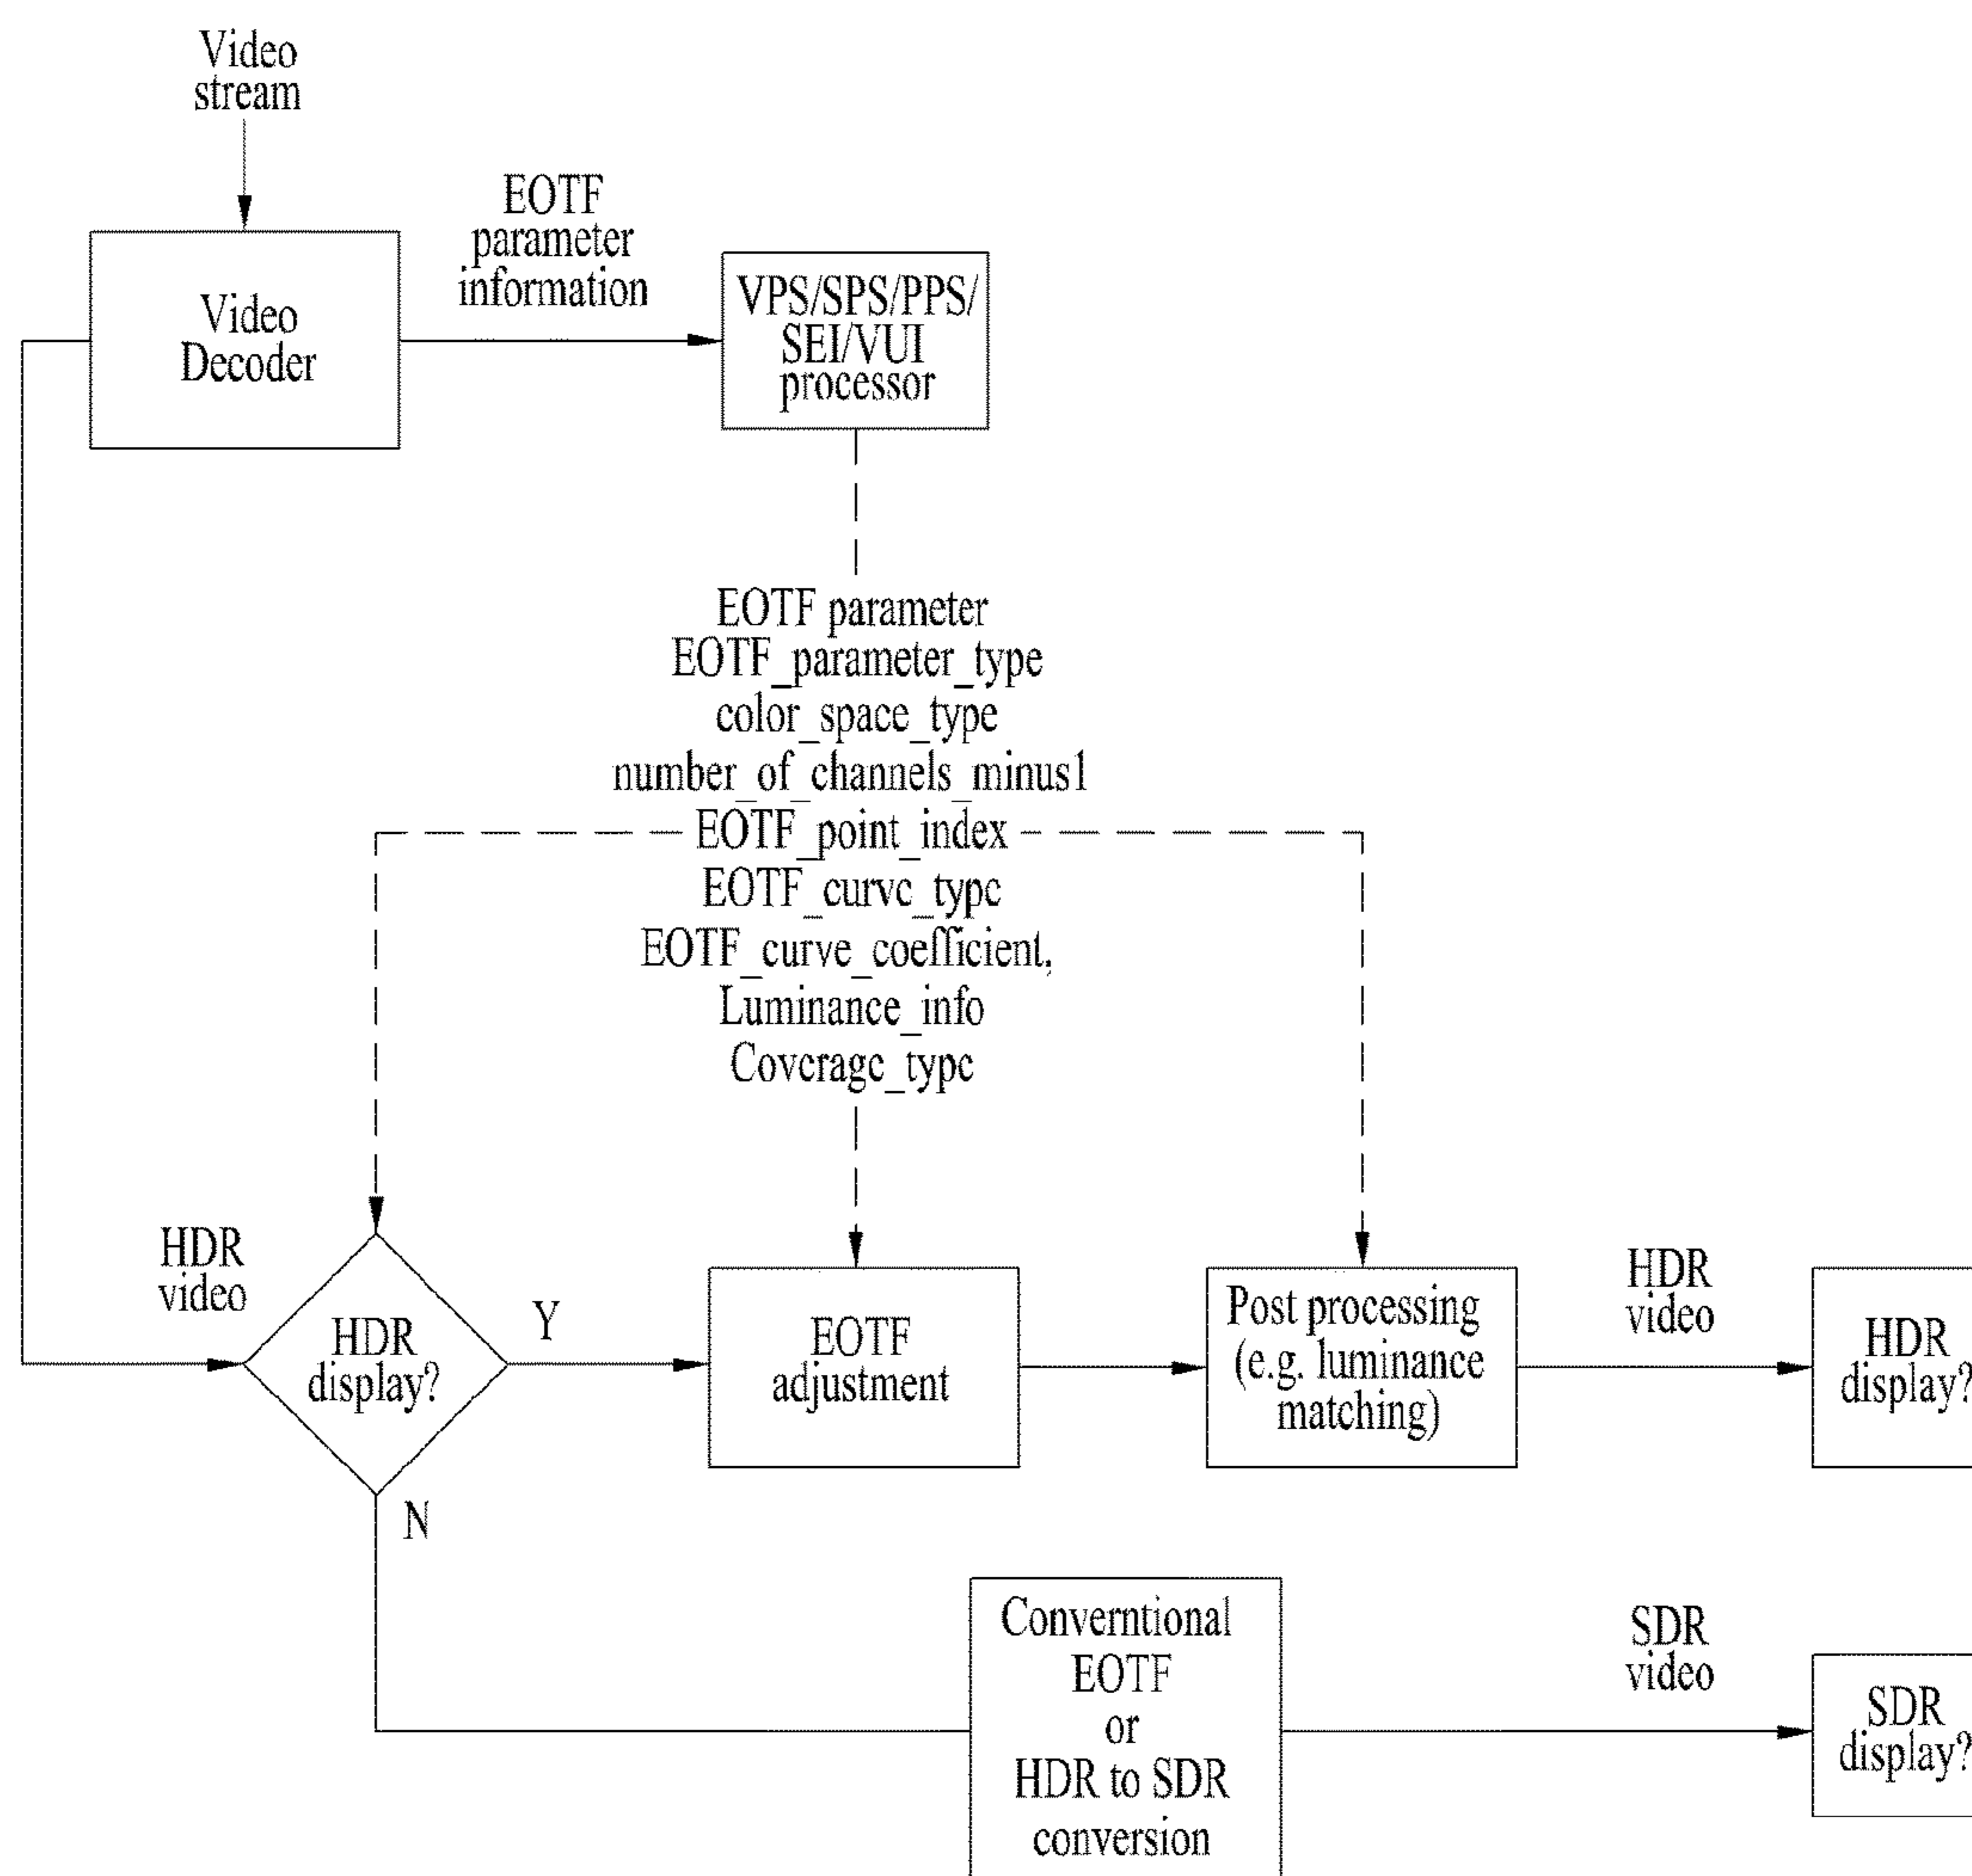 Video
stream
EOTF
parameter
information
Video
Decoder
VPS/SPS/PPS/
SEI/VUI
processor
EOTF parameter
EOTF_parameter_type
color_space_type
number_of_channels_minus1
EOTF_point_index
EOTF_curve_type
EOTF_curve_coefficient,
Luminance_info
Coverage_type
HDR
video
HDR
display?
Y
N
EOTF
adjustment
Post processing
(e.g. luminance
matching)
HDR
video
HDR
display?
Converntional
EOTF
or
HDR to SDR
conversion
SDR
video
SDR
display?